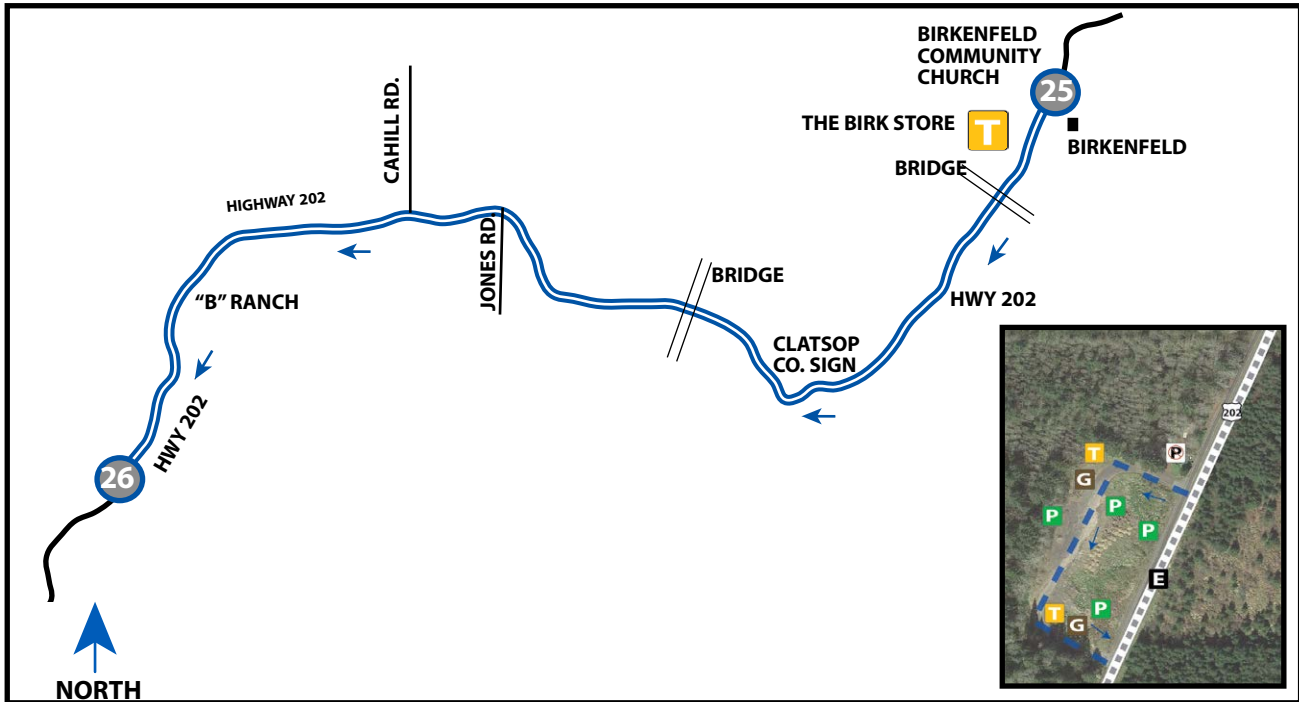 BIRKENFELD
COMMUNITY
CHURCH
25
THE BIRK STORE
T
BIRKENFELD
BRIDGE
CAHILL RD.
HIGHWAY 202
JONES RD.
BRIDGE
HWY 202
"B" RANCH
CLATSOP
CO. SIGN
HWY 202
26
NORTH
202
P
T
G
P
P
P
E
T
P
G